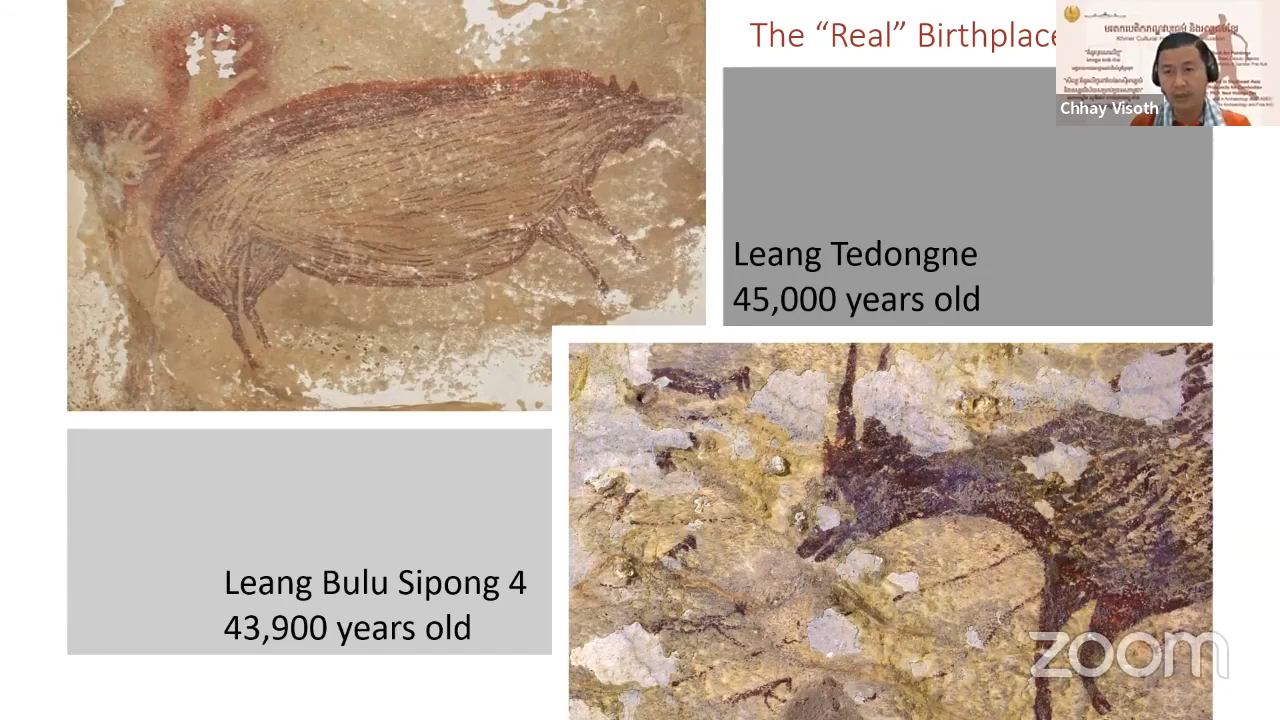 The “Real” Birthplace
Chhay Visoth
Leang Tedongne
45,000 years old
Leang Bulu Sipong 4
43,900 years old
zoom